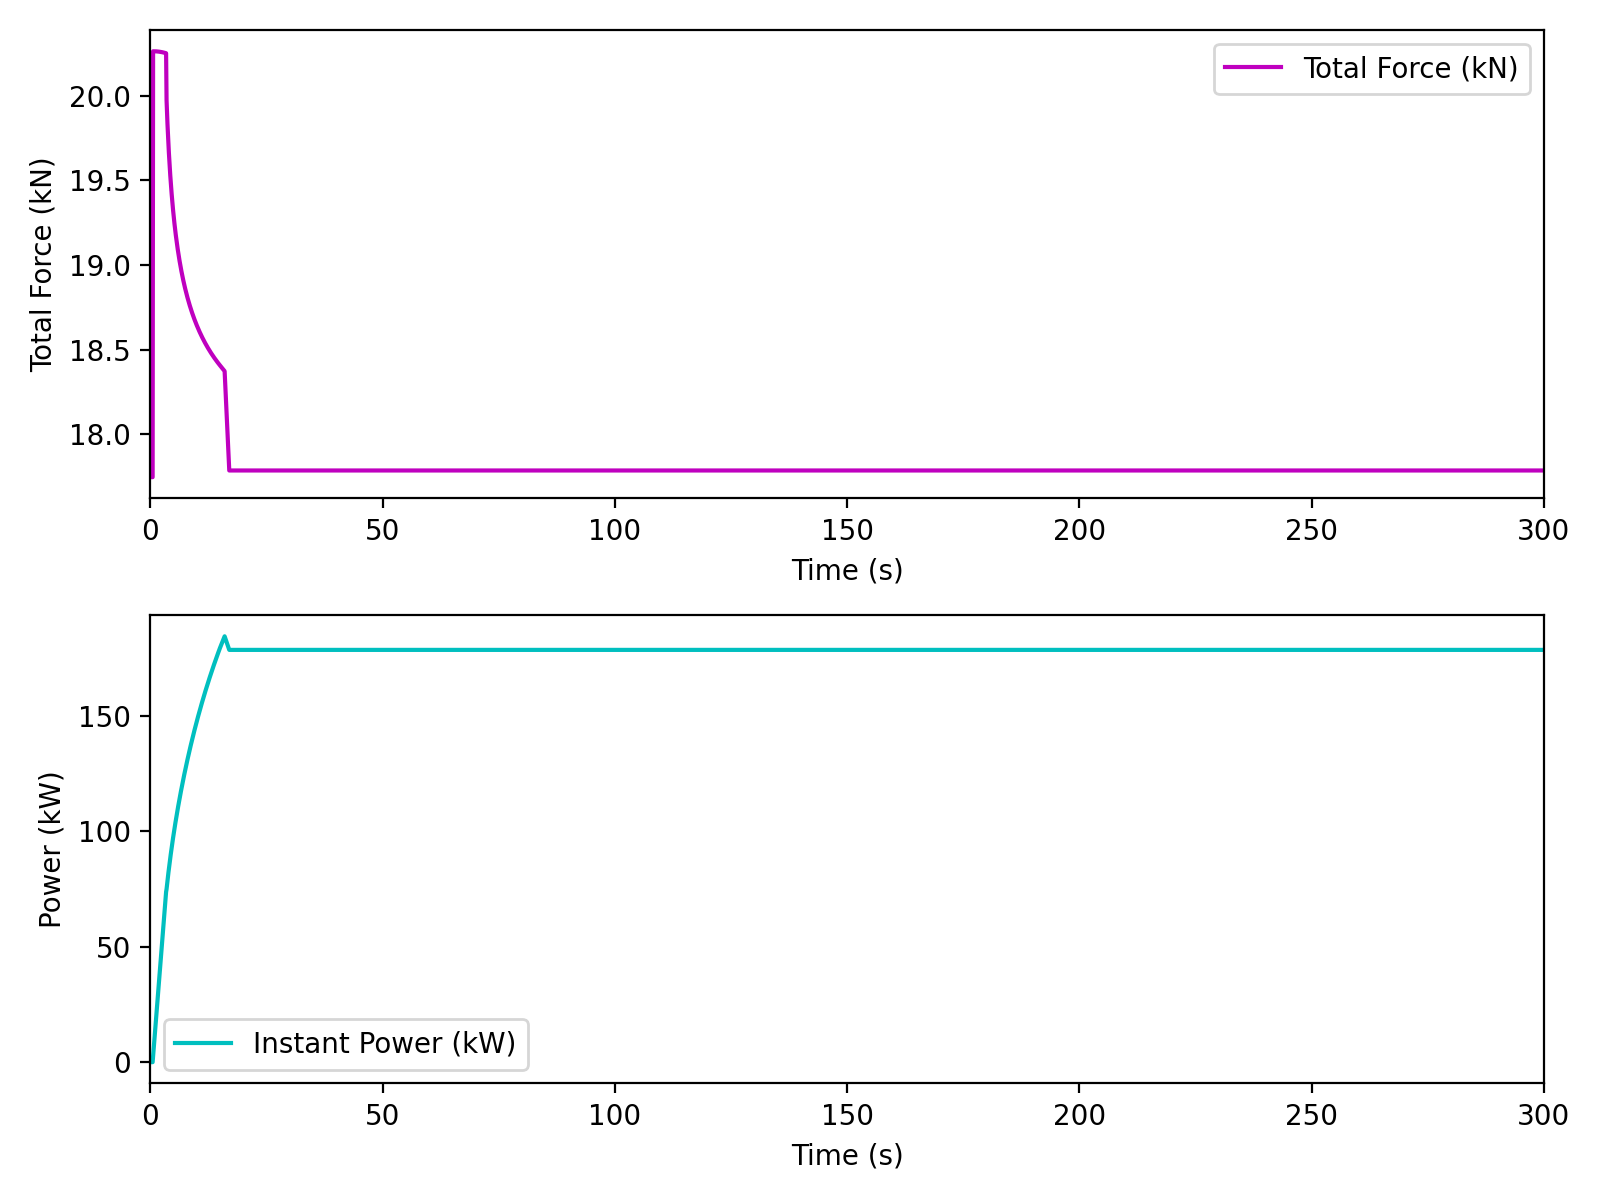 Total Force (kN)
Total Force (kN)
20.0
19.5
19.0
18.5
18.0
0 50 100 150 200 250 300
Time (s)
Power (kW)
150
100
50
0
Instant Power (kW)
0 50 100 150 200 250 300
Time (s)